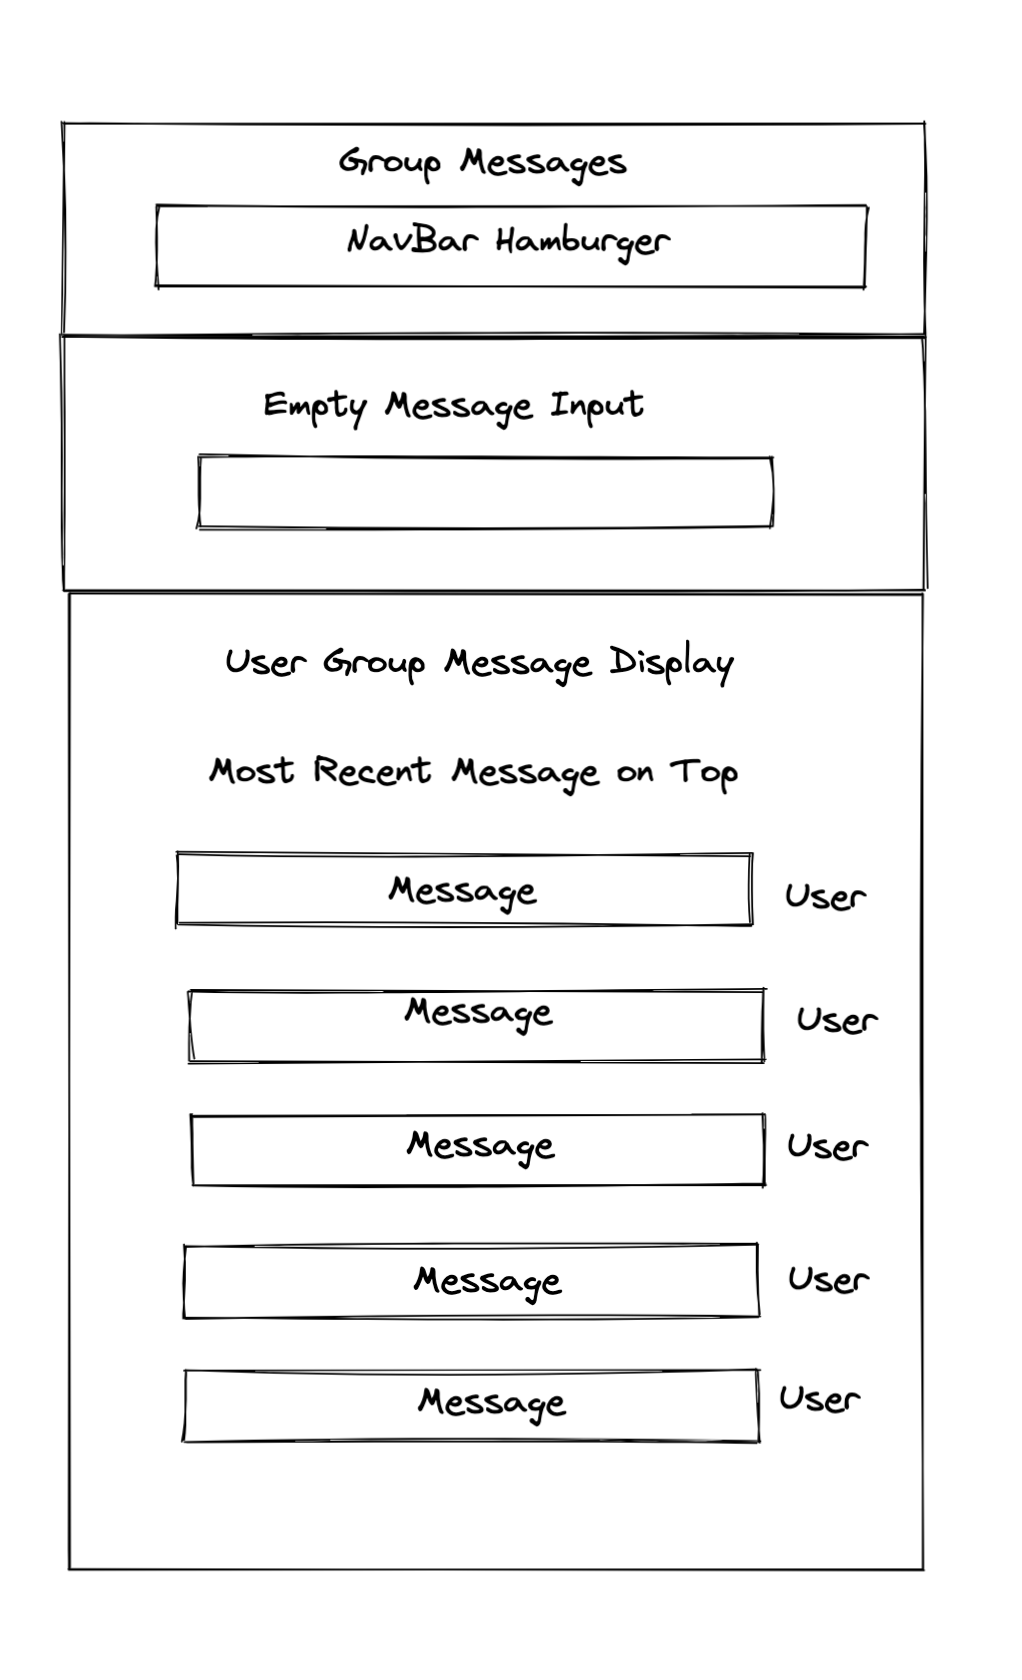 Group Messages
NavBar Hamburger
Empty Message Input
User Group Message Display
Most Recent Message on Top
Message User
Message User
Message User
Message User
Message User